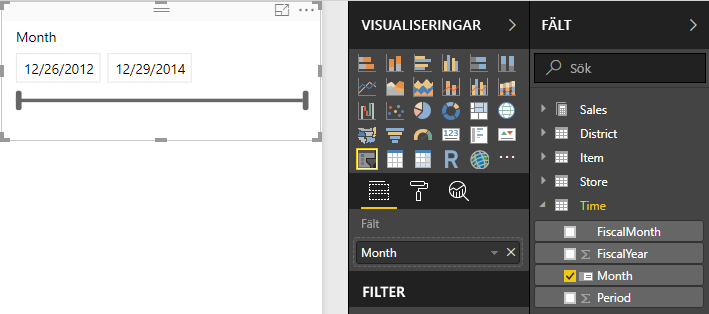 Month
12/26/2012 12/29/2014
VISUALISERINGAR
123
R
Fält
Month
FILTER
FÄLT
Sök
Sales
District
Item
Store
Time
FiscalMonth
Σ FiscalYear
Month
Σ Period